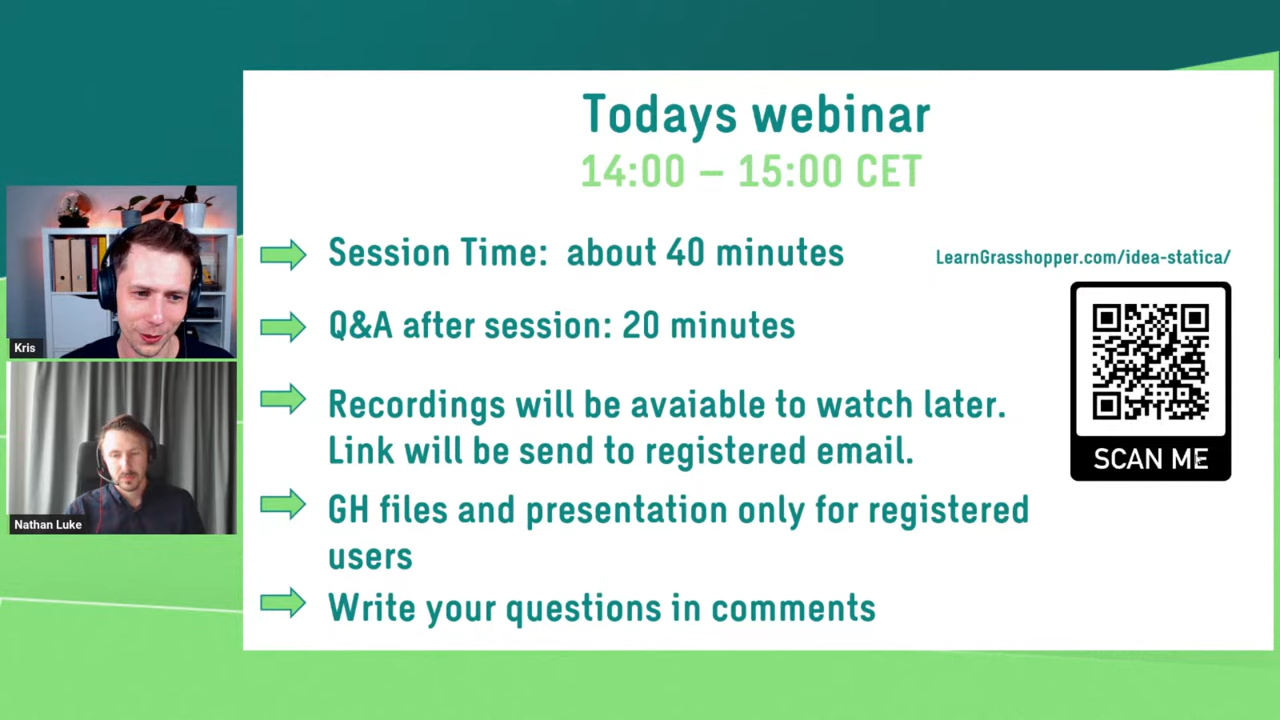 Todays webinar
14:00 – 15:00 CET
Session Time: about 40 minutes
LearnGrasshopper.com/idea-statica/
Q&A after session: 20 minutes
Recordings will be avaiable to watch later.
Link will be send to registered email.
SCAN ME
GH files and presentation only for registered
users
Write your questions in comments
Kris
Nathan Luke